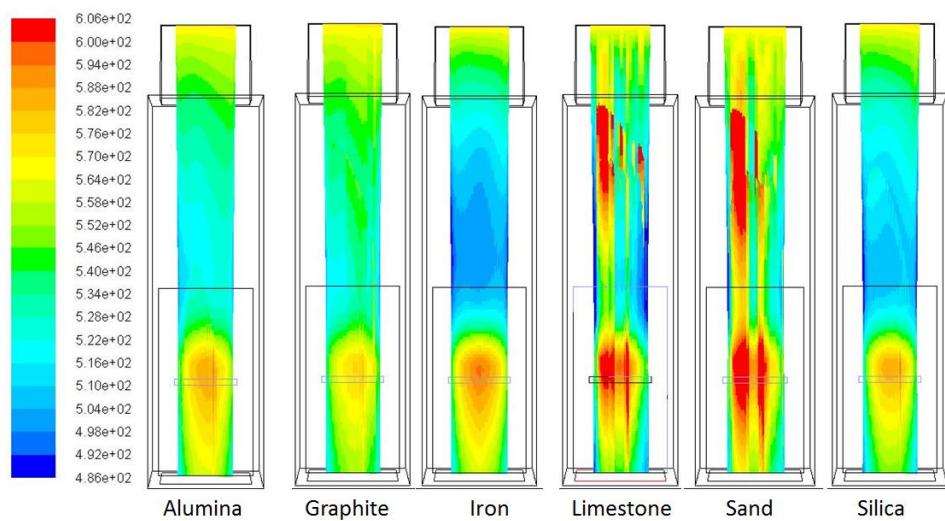 6.06e+02
6.00e+02
5.94e+02
5.88e+02
5.82e+02
5.76e+02
5.70e+02
5.64e+02
5.58e+02
5.52e+02
5.46e+02
5.40e+02
5.34e+02
5.28e+02
5.22e+02
5.16e+02
5.10e+02
5.04e+02
4.98e+02
4.92e+02
4.86e+02
Alumina Graphite Iron Limestone Sand Silica